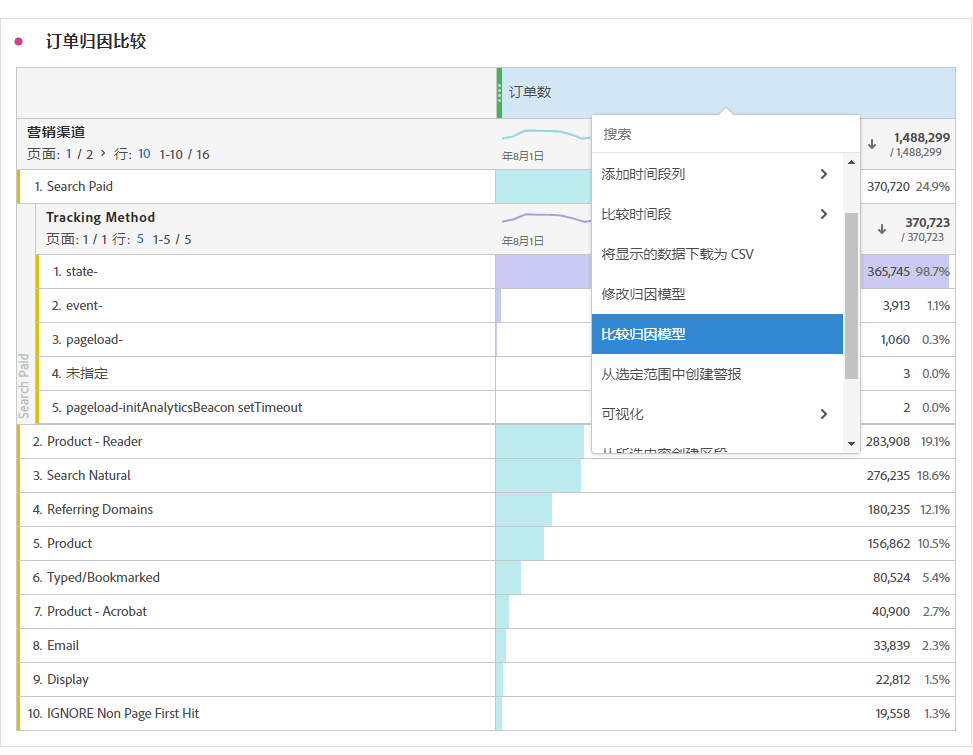 订单归因比较
订单数
营销渠道
页面: 1 / 2 > 行: 10 1-10 / 16
年8月1日
1,488,299
/ 1,488,299
搜索
添加时间段列
比较时间段
将显示的数据下载为 CSV
修改归因模型
比较归因模型
从选定范围中创建警报
可视化
1. Search Paid
370,720 24.9%
Tracking Method
页面: 1 / 1 行: 5 1-5 / 5
年8月1日
370,723
/ 370,723
Search Paid
1. state-
365,745 98.7%
2. event-
3,913 1.1%
3. pageload-
1,060 0.3%
4. 未指定
3 0.0%
5. pageload-initAnalyticsBeacon setTimeout
2 0.0%
2. Product - Reader
283,908 19.1%
3. Search Natural
276,235 18.6%
4. Referring Domains
180,235 12.1%
5. Product
156,862 10.5%
6. Typed/Bookmarked
80,524 5.4%
7. Product - Acrobat
40,900 2.7%
8. Email
33,839 2.3%
9. Display
22,812 1.5%
10. IGNORE Non Page First Hit
19,558 1.3%